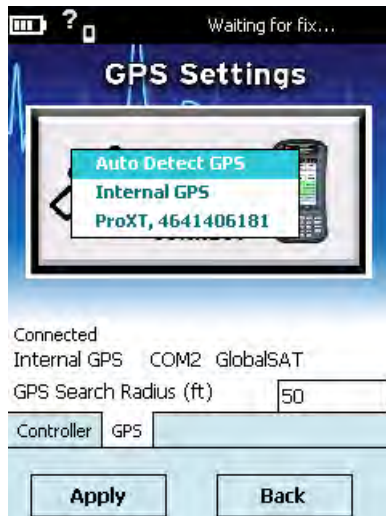 ?
Waiting for fix...
GPS Settings
Auto Detect GPS
Internal GPS
ProXT, 4641406181
Connected
Internal GPS COM2 GlobalSAT
GPS Search Radius (ft) 50
Controller GPS
Apply Back